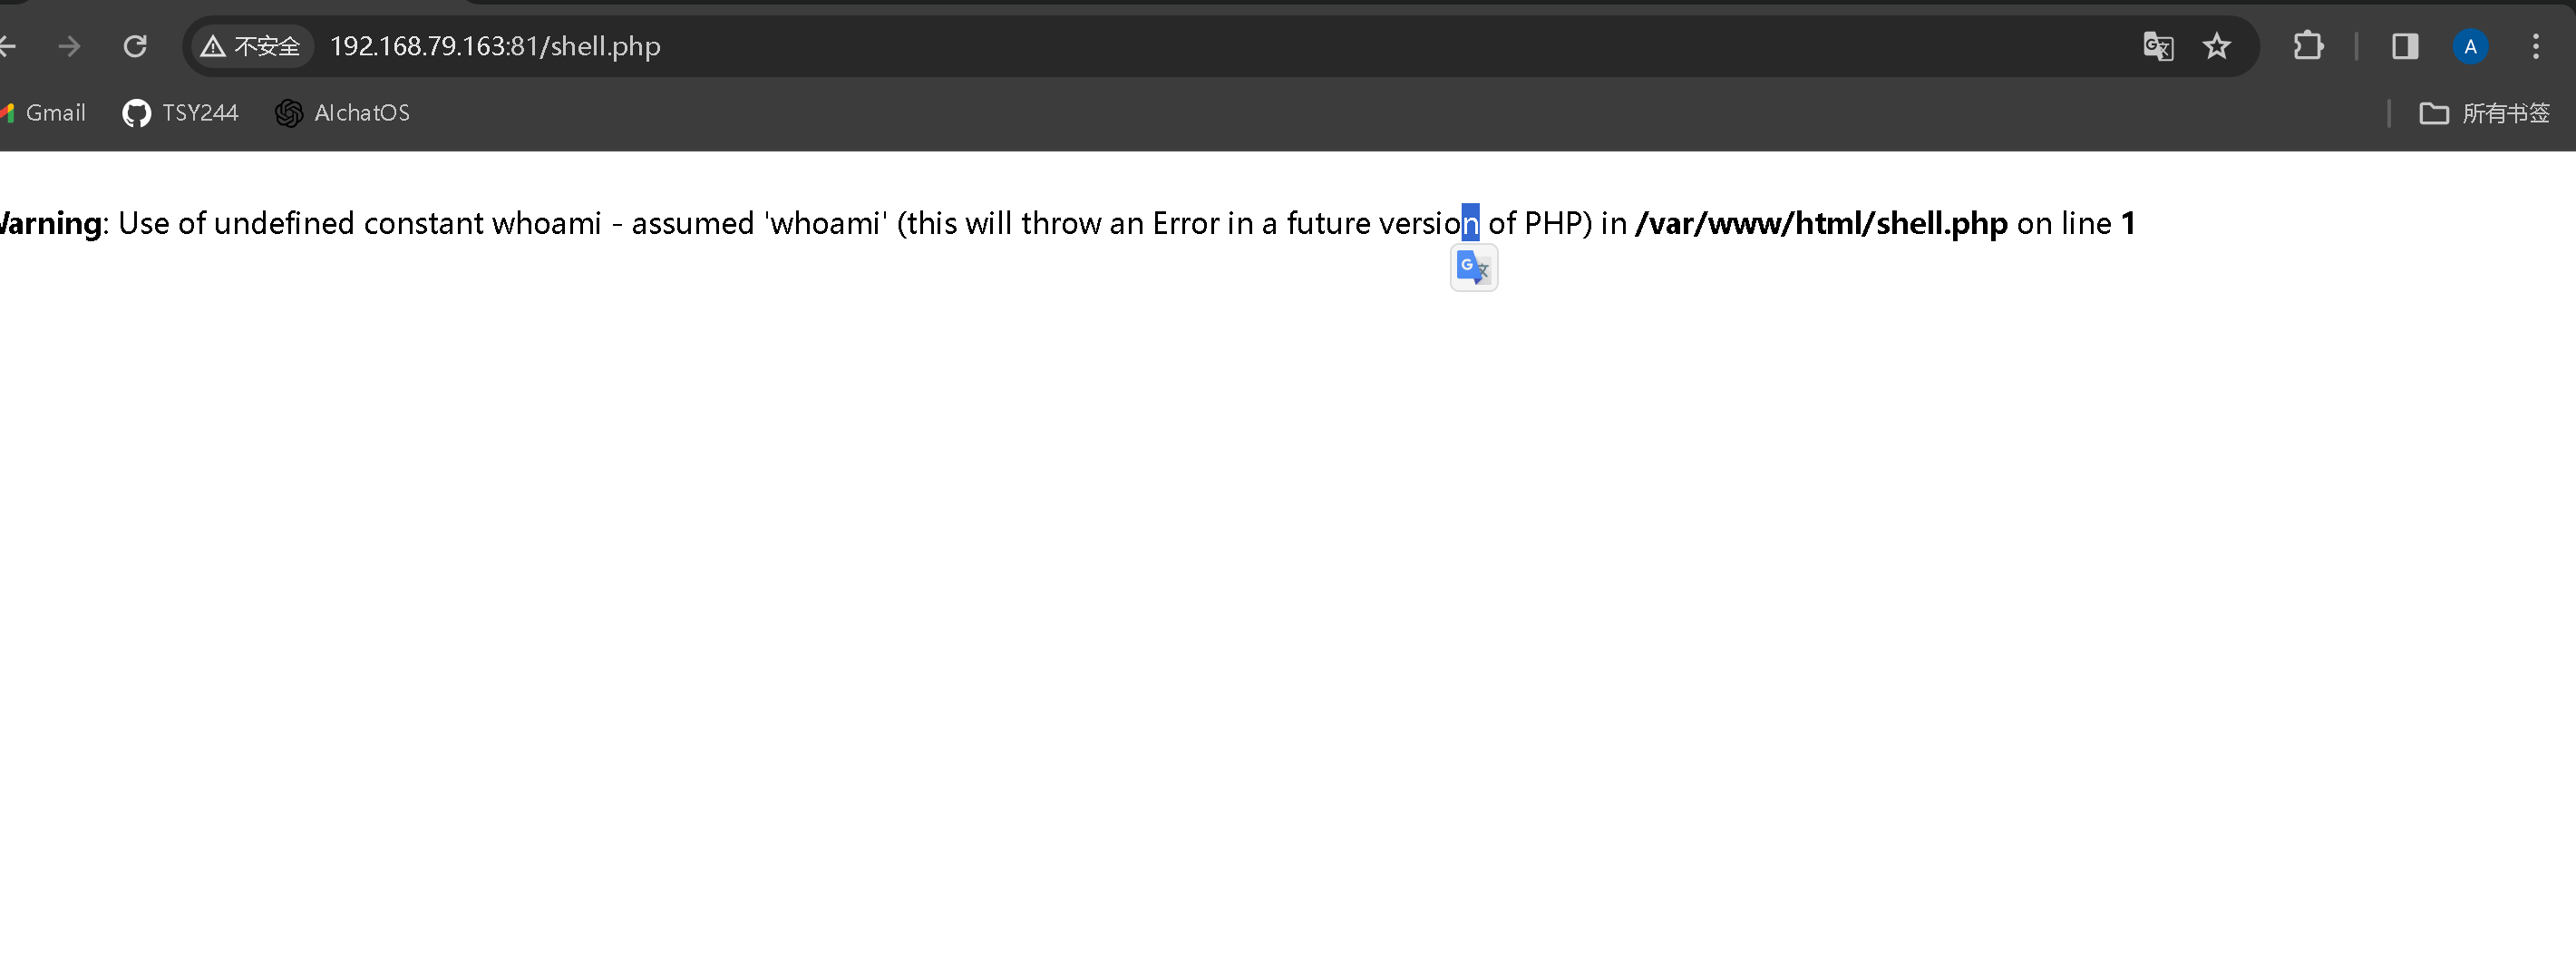 不安全 192.168.79.163:81/shell.php A
Gmail TSY244 AIchatOS 所有书签
Warning: Use of undefined constant whoami - assumed 'whoami' (this will throw an Error in a future version of PHP) in /var/www/html/shell.php on line 1